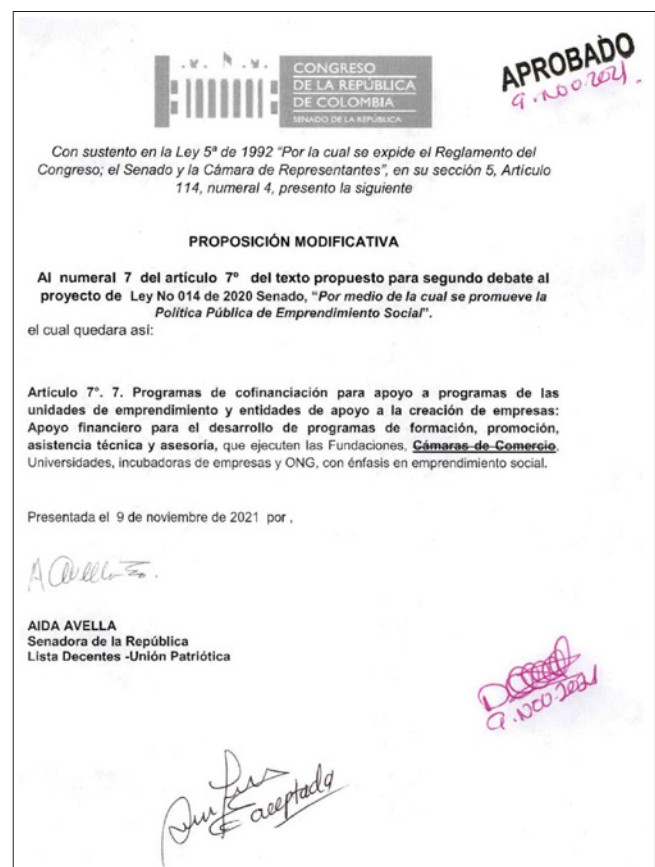 CONGRESO
DE LA REPÚBLICA
DE COLOMBIA
SENADO DE LA REPÚBLICA
APROBADO
9. NOV. 2021.
Con sustento en la Ley 5ª de 1992 “Por la cual se expide el Reglamento del
Congreso; el Senado y la Cámara de Representantes”, en su sección 5, Artículo
114, numeral 4, presento la siguiente
PROPOSICIÓN MODIFICATIVA
Al numeral 7 del artículo 7º del texto propuesto para segundo debate al
proyecto de Ley No 014 de 2020 Senado, “Por medio de la cual se promueve la
Política Pública de Emprendimiento Social”.
el cual quedara así:
Artículo 7°. 7. Programas de cofinanciación para apoyo a programas de las
unidades de emprendimiento y entidades de apoyo a la creación de empresas:
Apoyo financiero para el desarrollo de programas de formación, promoción,
asistencia técnica y asesoría, que ejecuten las Fundaciones, Cámaras de Comercio,
Universidades, incubadoras de empresas y ONG, con énfasis en emprendimiento social.
Presentada el 9 de noviembre de 2021 por ,
AIDA AVELLA
Senadora de la República
Lista Decentes -Unión Patriótica
9. NOV. 2021
aceptada